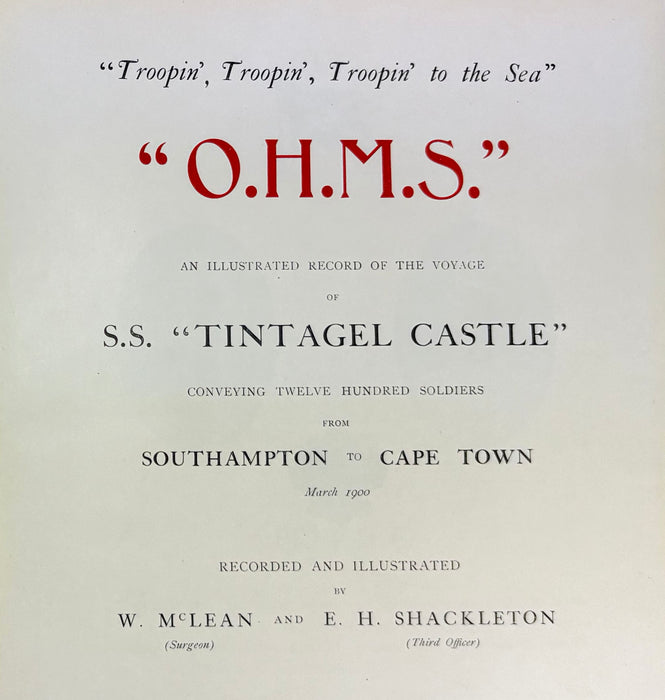 “Troopin’, Troopin’, Troopin’ to the Sea”
“O.H.M.S.”
AN ILLUSTRATED RECORD OF THE VOYAGE
OF
S.S. “TINTAGEL CASTLE”
CONVEYING TWELVE HUNDRED SOLDIERS
FROM
SOUTHAMPTON TO CAPE TOWN
March 1900
RECORDED AND ILLUSTRATED
BY
W. McLEAN AND E. H. SHACKLETON
(Surgeon) (Third Officer)